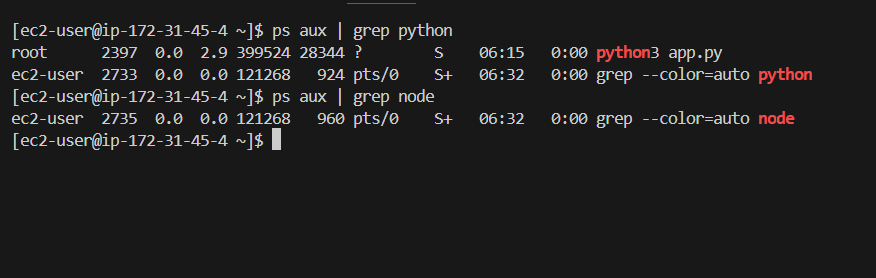 [ec2-user@ip-172-31-45-4 ~]$ ps aux | grep python
root      2397  0.0  2.9 399524 28344 ?        S    06:15   0:00 python3 app.py
ec2-user  2733  0.0  0.0 121268   924 pts/0    S+   06:32   0:00 grep --color=auto python
[ec2-user@ip-172-31-45-4 ~]$ ps aux | grep node
ec2-user  2735  0.0  0.0 121268   960 pts/0    S+   06:32   0:00 grep --color=auto node
[ec2-user@ip-172-31-45-4 ~]$